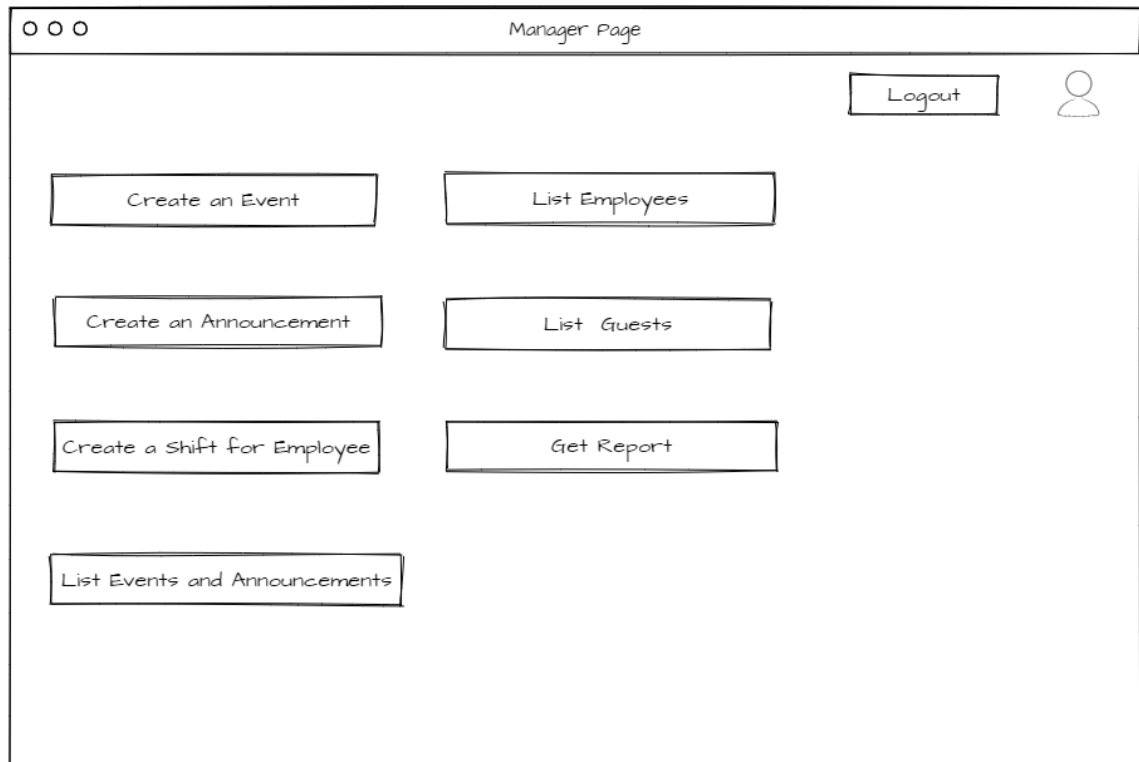 Manager Page
Logout
Create an Event
List Employees
Create an Announcement
List Guests
Create a Shift for Employee
Get Report
List Events and Announcements